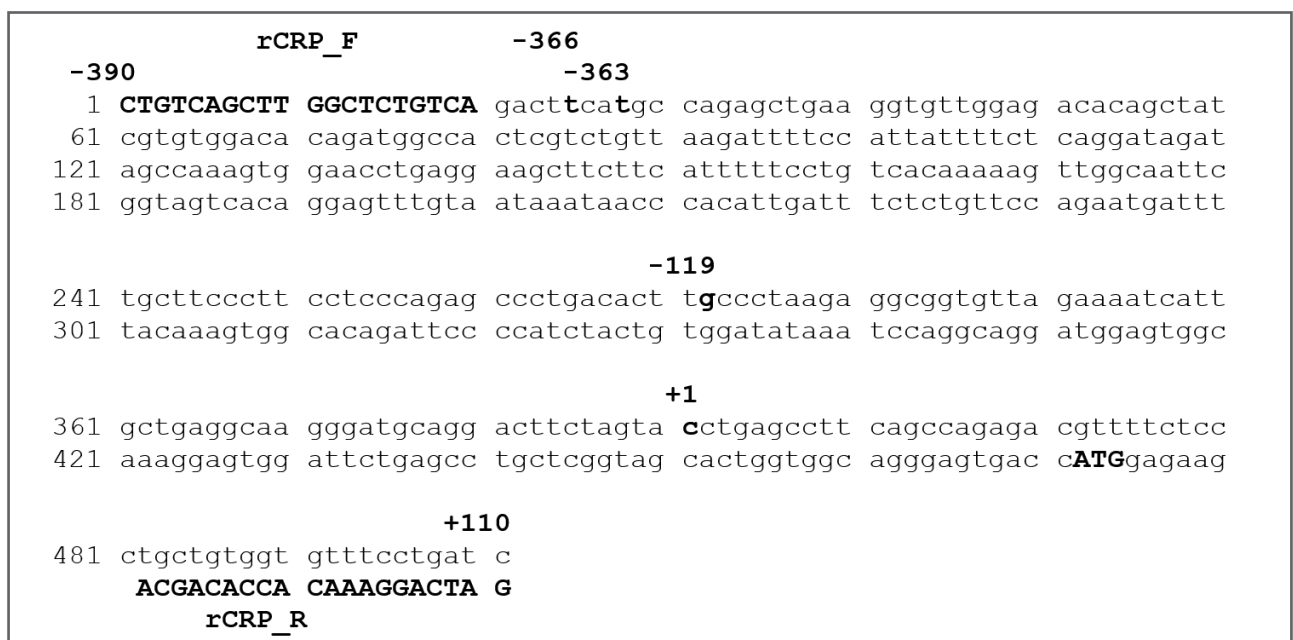 rCRP_F -366
-390 -363
1 CTGTCAGCTT GGCTCTGTCA gacttcatgc cagagctgaa ggtgttggag acacagctat
61 cgtgtggaca cagatggcca ctcgtctgtt aagattttcc attattttct caggatagat
121 agccaaagtg gaacctgagg aagcttcttc atttttcctg tcacaaaaag ttggcaattc
181 ggtagtcaca ggagtttgta ataaataacc cacattgatt tctctgttcc agaatgattt
-119
241 tgcttccctt cctcccagag ccctgacact tgccctaaga ggcggtgtta gaaaatcatt
301 tacaaagtgg cacagattcc ccatctactg tggatataaa tccaggcagg atggagtggc
+1
361 gctgaggcaa gggatgcagg acttctagta cctgagcctt cagccagaga cgttttctcc
421 aaaggagtgg attctgagcc tgctcggtag cactggtggc agggagtgac cATGgagaag
+110
481 ctgctgtggt gtttcctgat c
ACGACACCA CAAAGGACTA G
rCRP_R